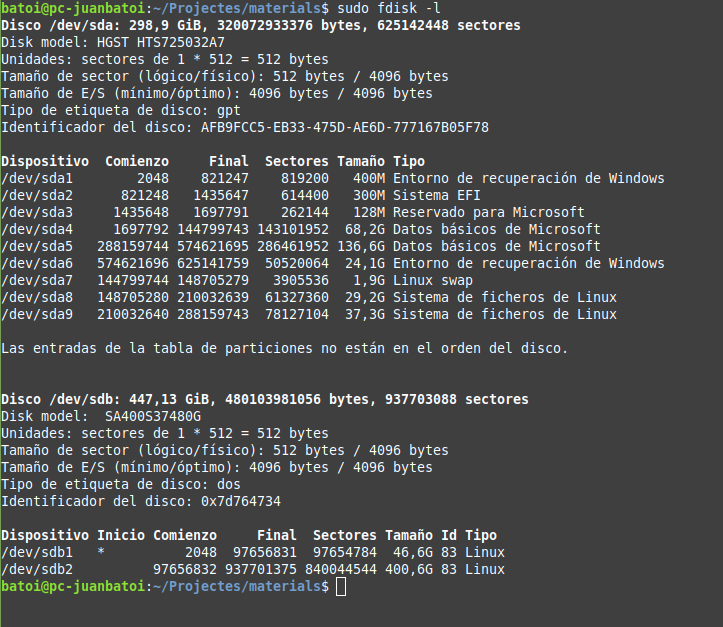 batoi@pc-juanbatoi:~/Projectes/materials$ sudo fdisk -l
Disco /dev/sda: 298,9 GiB, 320072933376 bytes, 625142448 sectores
Disk model: HGST HTS725032A7
Unidades: sectores de 1 * 512 = 512 bytes
Tamaño de sector (lógico/físico): 512 bytes / 4096 bytes
Tamaño de E/S (mínimo/óptimo): 4096 bytes / 4096 bytes
Tipo de etiqueta de disco: gpt
Identificador del disco: AFB9FCC5-EB33-475D-AE6D-777167B05F78
Dispositivo Comienzo Final Sectores Tamaño Tipo
/dev/sda1 2048 821247 819200 400M Entorno de recuperación de Windows
/dev/sda2 821248 1435647 614400 300M Sistema EFI
/dev/sda3 1435648 1697791 262144 128M Reservado para Microsoft
/dev/sda4 1697792 144799743 143101952 68,2G Datos básicos de Microsoft
/dev/sda5 288159744 574621695 286461952 136,6G Datos básicos de Microsoft
/dev/sda6 574621696 625141759 50520064 24,1G Entorno de recuperación de Windows
/dev/sda7 144799744 148705279 3905536 1,9G Linux swap
/dev/sda8 148705280 210032639 61327360 29,2G Sistema de ficheros de Linux
/dev/sda9 210032640 288159743 78127104 37,3G Sistema de ficheros de Linux
Las entradas de la tabla de particiones no están en el orden del disco.
Disco /dev/sdb: 447,13 GiB, 480103981056 bytes, 937703088 sectores
Disk model: SA400S37480G
Unidades: sectores de 1 * 512 = 512 bytes
Tamaño de sector (lógico/físico): 512 bytes / 4096 bytes
Tamaño de E/S (mínimo/óptimo): 4096 bytes / 4096 bytes
Tipo de etiqueta de disco: dos
Identificador del disco: 0x7d764734
Dispositivo Inicio Comienzo Final Sectores Tamaño Id Tipo
/dev/sdb1 * 2048 97656831 97654784 46,6G 83 Linux
/dev/sdb2 97656832 937701375 840044544 400,6G 83 Linux
batoi@pc-juanbatoi:~/Projectes/materials$